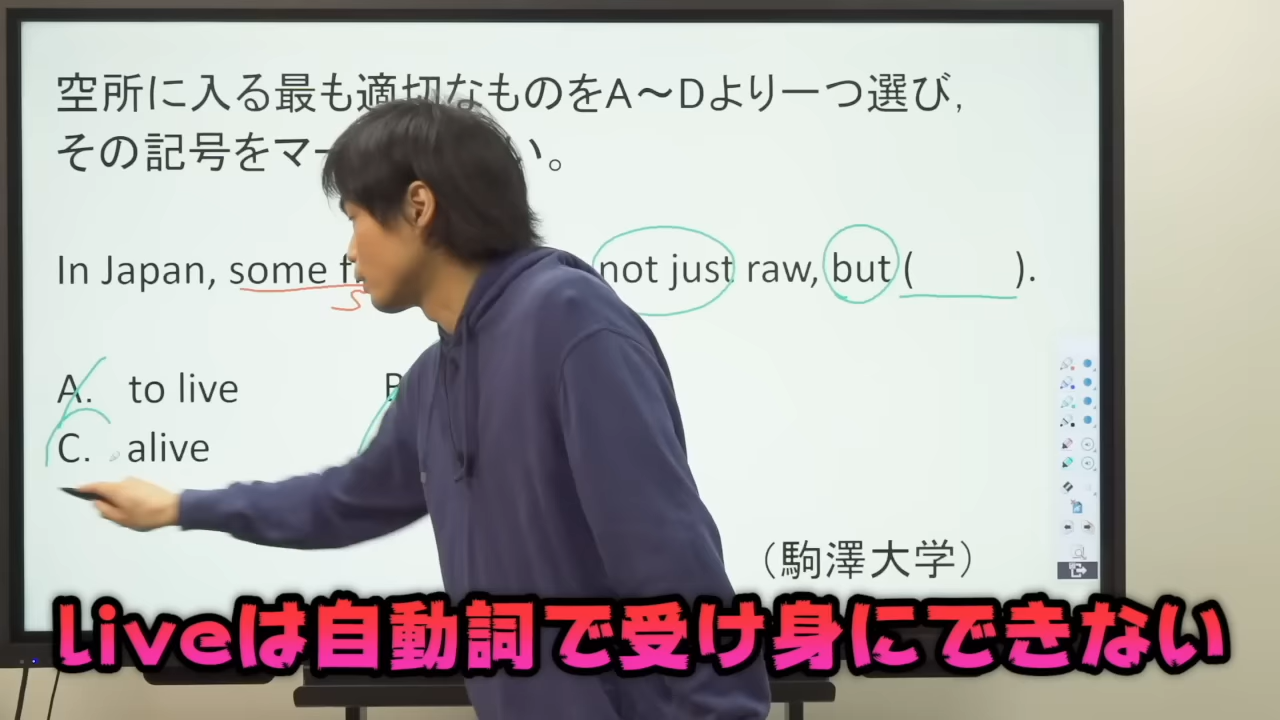 空所に入る最も適切なものをA~Dより一つ選び,
その記号をマー い。
In Japan, some not just raw, but ( ).
A. to live
C. alive
(駒澤大学)
Liveは自動詞で受け身にできない